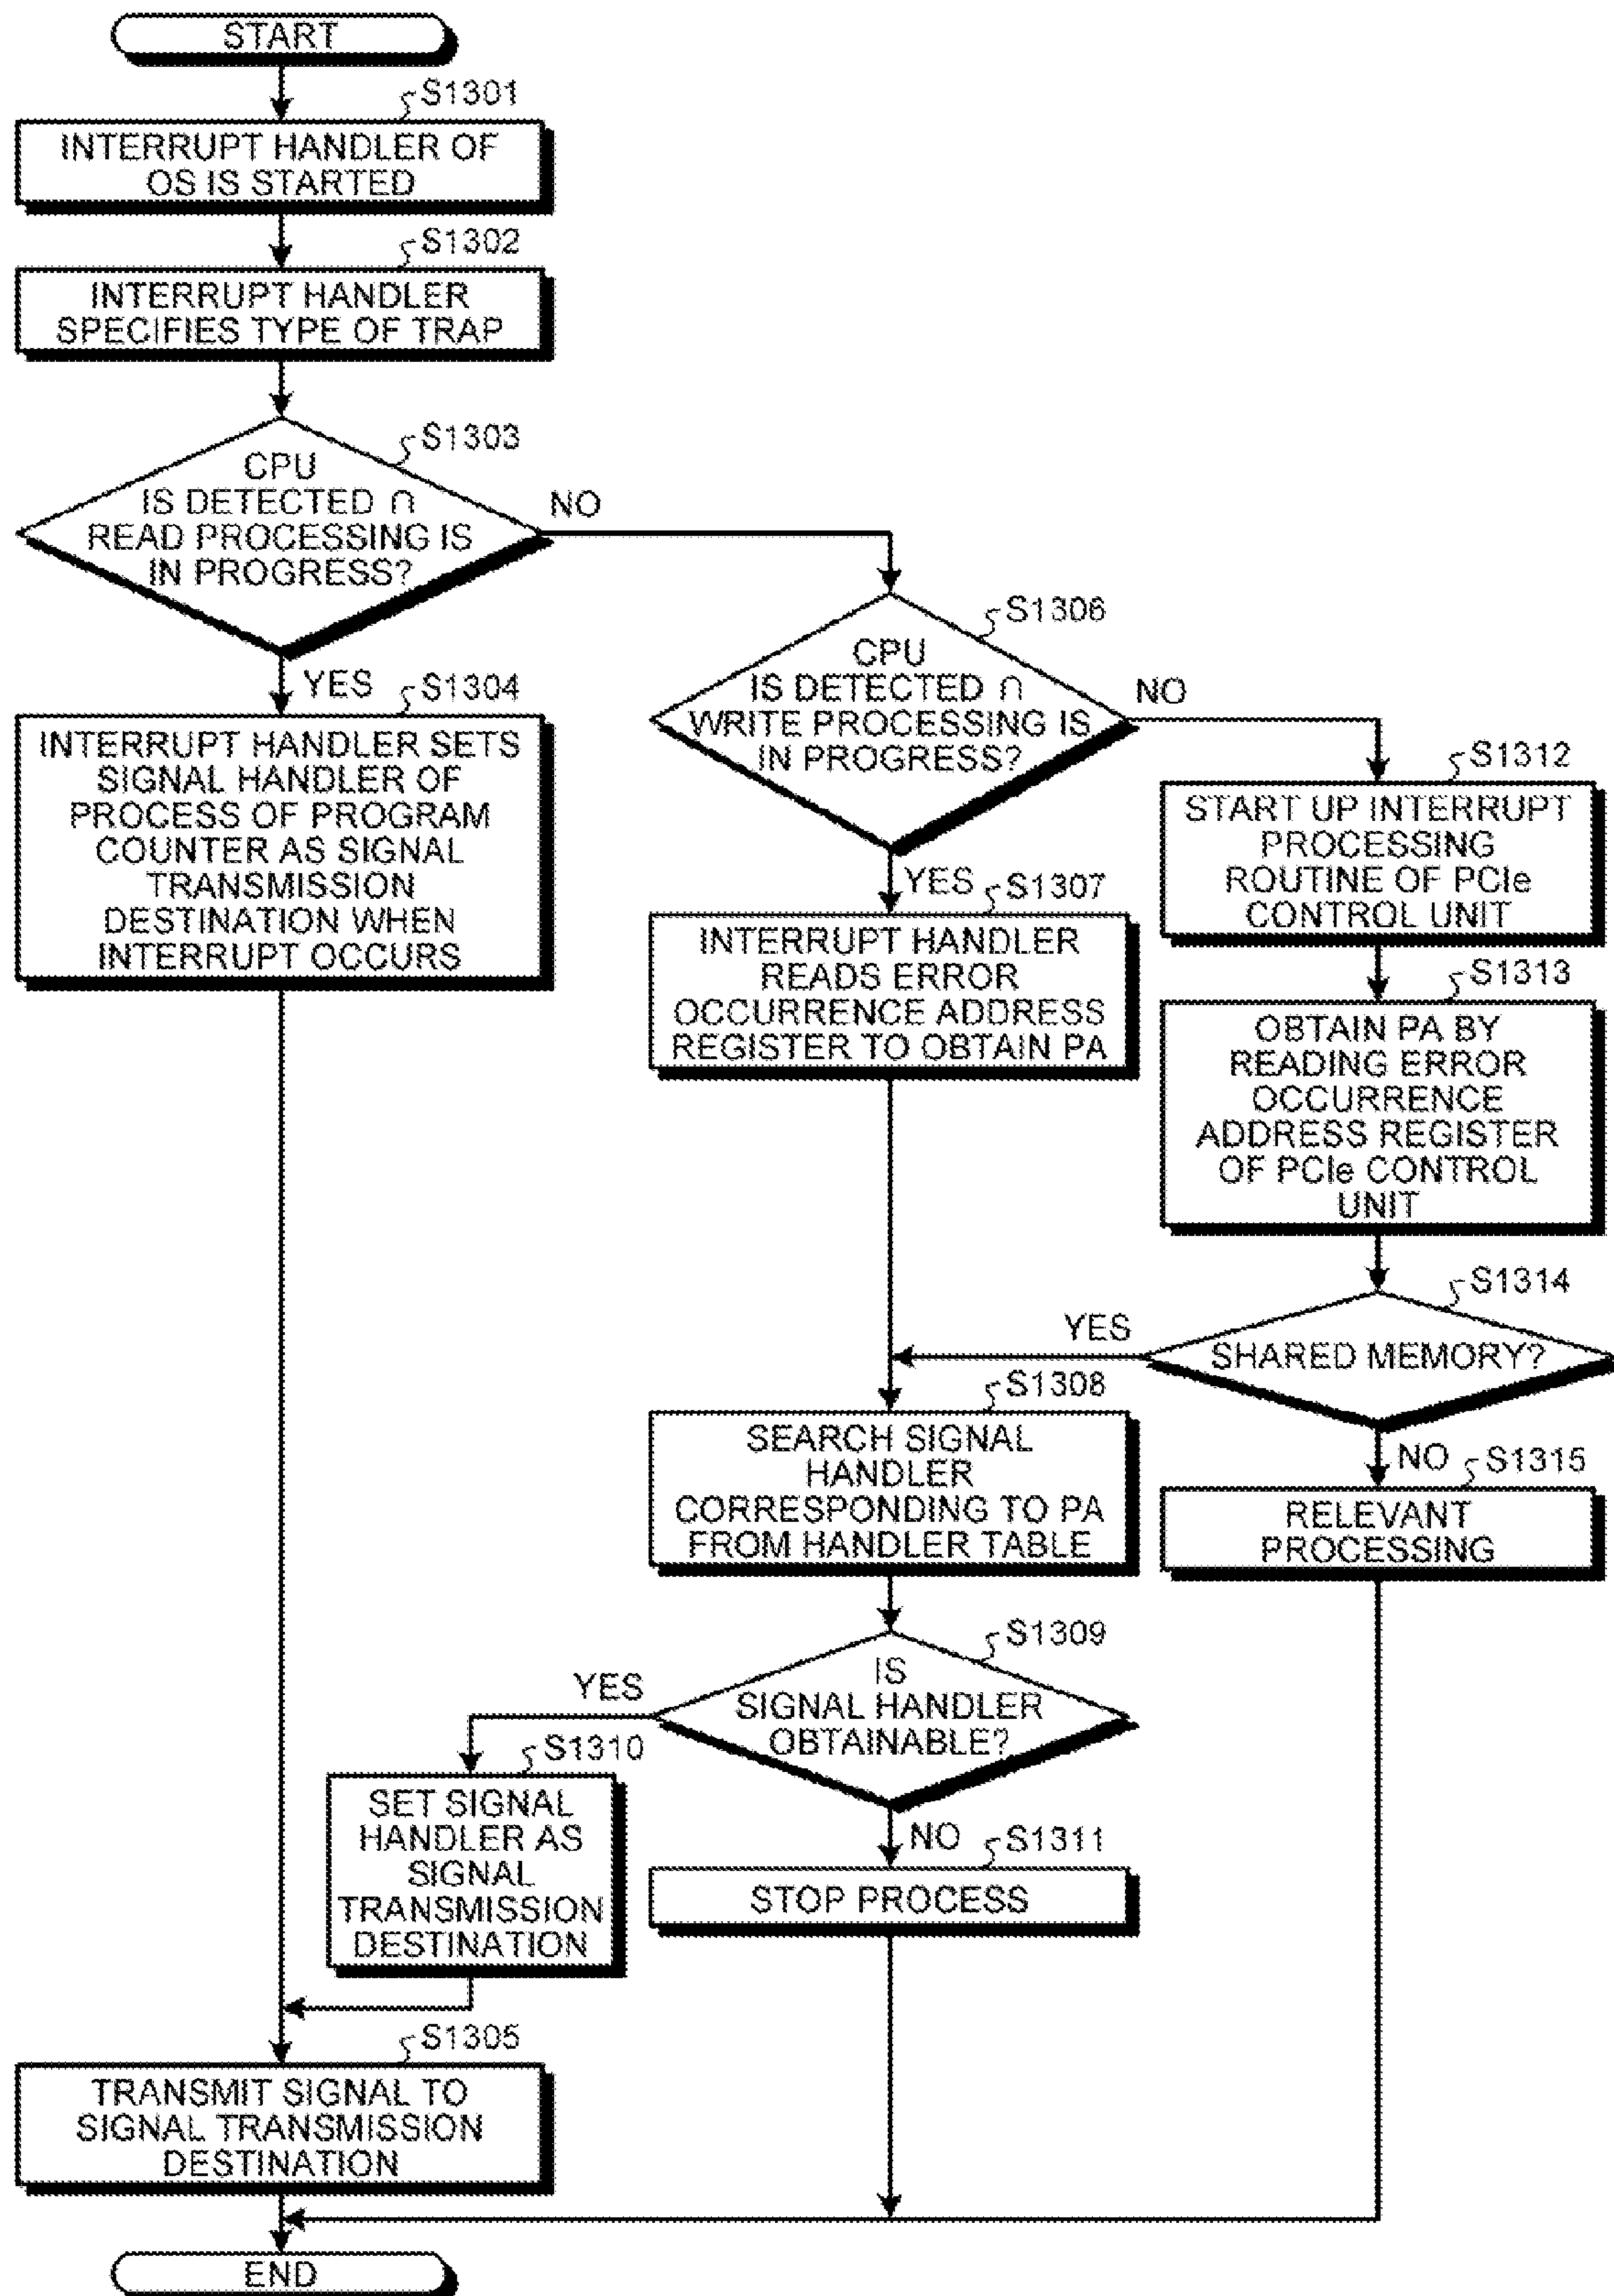 START
S1301
INTERRUPT HANDLER OF
OS IS STARTED
S1302
INTERRUPT HANDLER
SPECIFIES TYPE OF TRAP
S1303
CPU
IS DETECTED ∩
READ PROCESSING IS
IN PROGRESS?
NO
YES
S1304
INTERRUPT HANDLER SETS
SIGNAL HANDLER OF
PROCESS OF PROGRAM
COUNTER AS SIGNAL
TRANSMISSION
DESTINATION WHEN
INTERRUPT OCCURS
S1306
CPU
IS DETECTED ∩
WRITE PROCESSING IS
IN PROGRESS?
NO
YES
S1307
INTERRUPT HANDLER
READS ERROR
OCCURRENCE ADDRESS
REGISTER TO OBTAIN PA
S1312
START UP INTERRUPT
PROCESSING
ROUTINE OF PCIe
CONTROL UNIT
S1313
OBTAIN PA BY
READING ERROR
OCCURRENCE
ADDRESS REGISTER
OF PCIe CONTROL
UNIT
S1314
YES
SHARED MEMORY?
NO
S1315
RELEVANT
PROCESSING
S1308
SEARCH SIGNAL
HANDLER
CORRESPONDING TO PA
FROM HANDLER TABLE
S1309
YES
IS
SIGNAL HANDLER
OBTAINABLE?
S1310
SET SIGNAL
HANDLER AS
SIGNAL
TRANSMISSION
DESTINATION
NO
S1311
STOP PROCESS
S1305
TRANSMIT SIGNAL TO
SIGNAL TRANSMISSION
DESTINATION
END